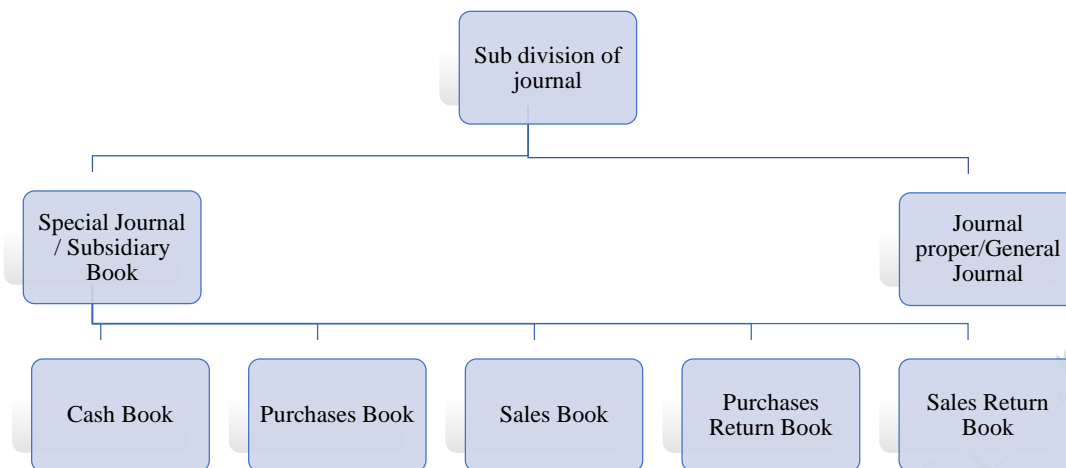 Sub division of
journal
Special Journal
/ Subsidiary
Book
Journal
proper/General
Journal
Cash Book
Purchases Book
Sales Book
Purchases
Return Book
Sales Return
Book